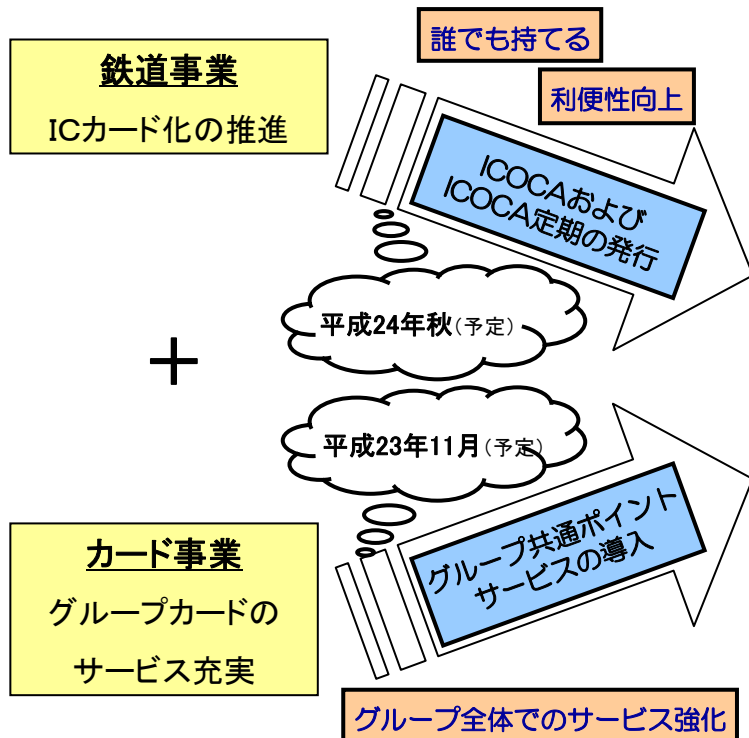 誰でも持てる
鉄道事業
ICカード化の推進
利便性向上
ICOCAおよび
ICOCA定期の発行
平成24年秋(予定)
+
平成23年11月(予定)
カード事業
グループカードの
サービス充実
グループ共通ポイント
サービスの導入
グループ全体でのサービス強化